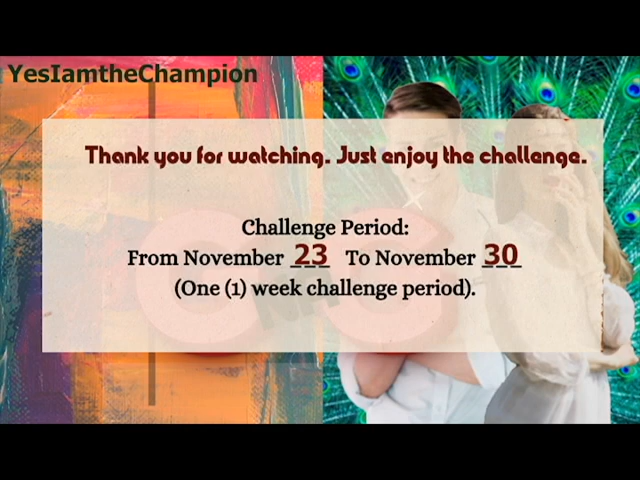 YesIamtheChampion
Thank you for watching. Just enjoy the challenge.
Challenge Period:
From November 23 To November 30
(One (1) week challenge period).